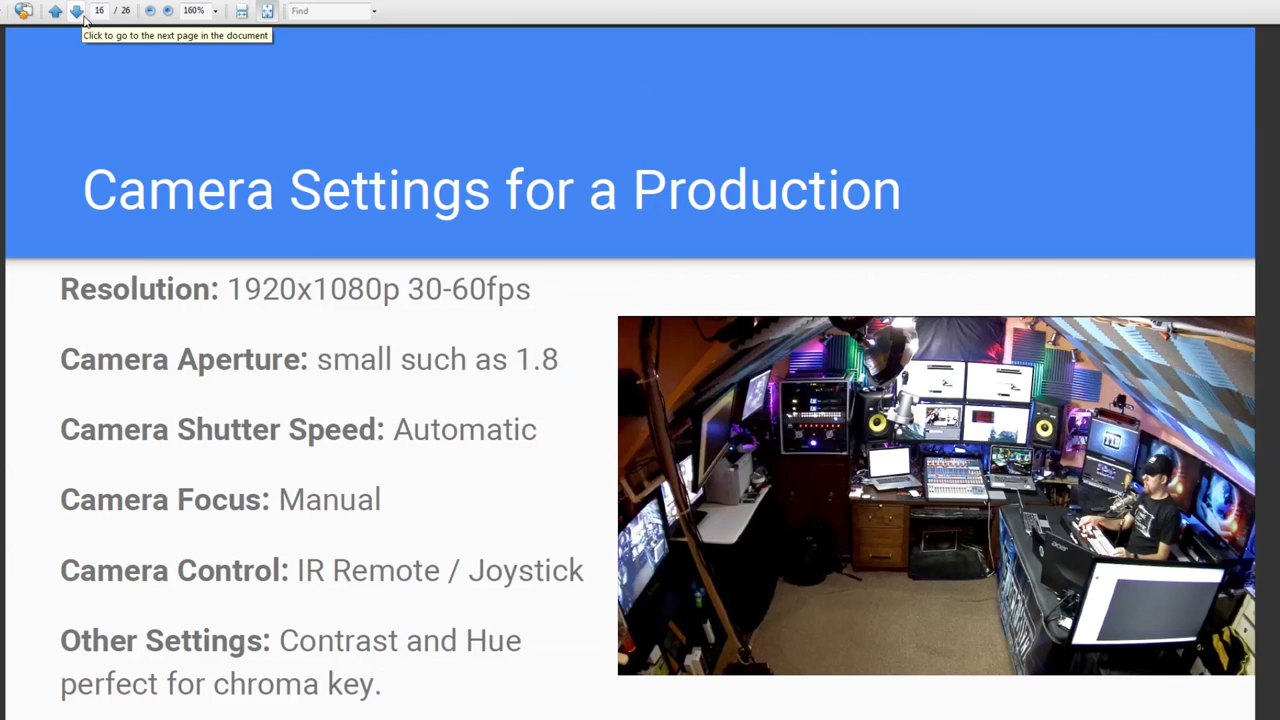 16 / 26 160% Find
Click to go to the next page in the document
Camera Settings for a Production
Resolution: 1920x1080p 30-60fps
Camera Aperture: small such as 1.8
Camera Shutter Speed: Automatic
Camera Focus: Manual
Camera Control: IR Remote / Joystick
Other Settings: Contrast and Hue
perfect for chroma key.
acer